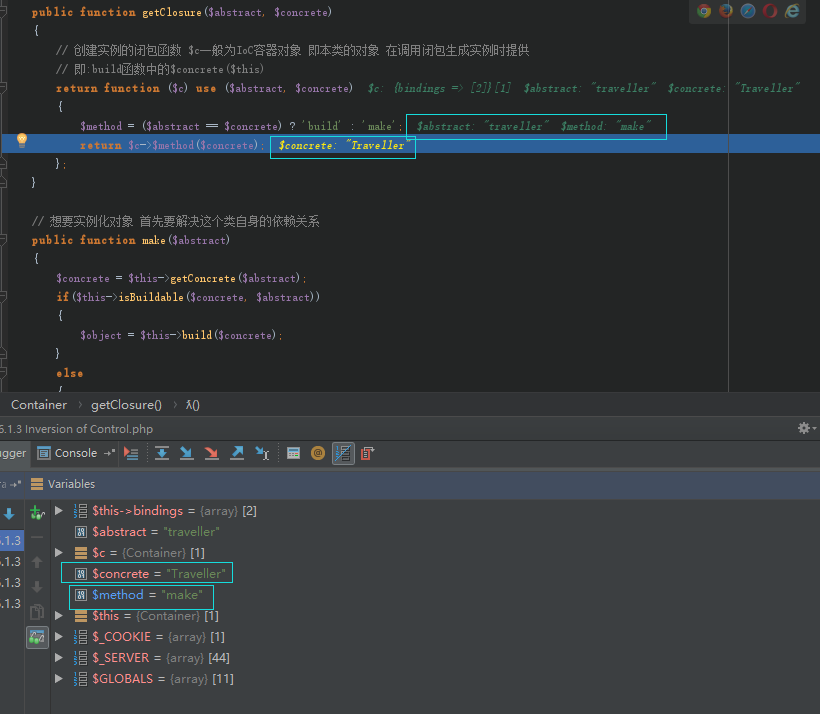 public function getClosure($abstract, $concrete)
{
// 创建实例的闭包函数 $c一般为IoC容器对象 即本类的对象 在调用闭包生成实例时提供
// 即:build函数中的$concrete($this)
return function ($c) use ($abstract, $concrete) $c: {bindings => [2]}[1] $abstract: "traveller" $concrete: "Traveller"
{
$method = ($abstract == $concrete) ? 'build' : 'make'; $abstract: "traveller" $method: "make"
return $c->$method($concrete); $concrete: "Traveller"
};
}
// 想要实例化对象 首先要解决这个类自身的依赖关系
public function make($abstract)
{
$concrete = $this->getConcrete($abstract);
if($this->isBuildable($concrete, $abstract))
{
$object = $this->build($concrete);
}
else
{
Container > getClosure() > λ()
6.1.3 Inversion of Control.php
gger Console
Variables
$this->bindings = {array} [2]
$abstract = "traveller"
.1.3 $c = {Container} [1]
.1.3 $concrete = "Traveller"
.1.3 $method = "make"
.1.3 $this = {Container} [1]
$_COOKIE = {array} [1]
$_SERVER = {array} [44]
$GLOBALS = {array} [11]